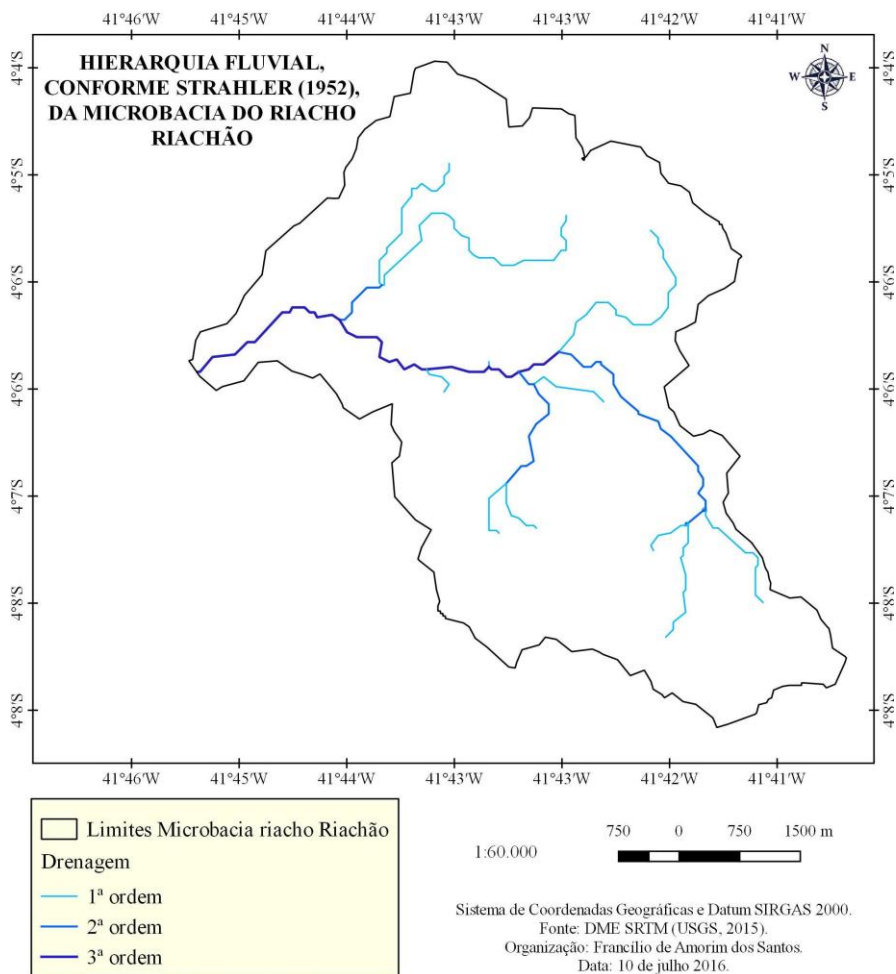 41°46'W 41°45'W 41°44'W 41°43'W 41°43'W 41°42'W 41°41'W
HIERARQUIA FLUVIAL,
CONFORME STRAHLER (1952),
DA MICROBACIA DO RIACHO
RIACHÃO
N
W E
S
4°4'S 4°4'S
4°5'S 4°5'S
4°6'S 4°6'S
4°6'S 4°6'S
4°7'S 4°7'S
4°8'S 4°8'S
4°8'S 4°8'S
41°46'W 41°45'W 41°44'W 41°43'W 41°43'W 41°42'W 41°41'W
Limites Microbacia riacho Riachão
Drenagem
1ª ordem
2ª ordem
3ª ordem
750 0 750 1500 m
1:60.000
Sistema de Coordenadas Geográficas e Datum SIRGAS 2000.
Fonte: DME SRTM (USGS, 2015).
Organização: Francílio de Amorim dos Santos.
Data: 10 de julho 2016.